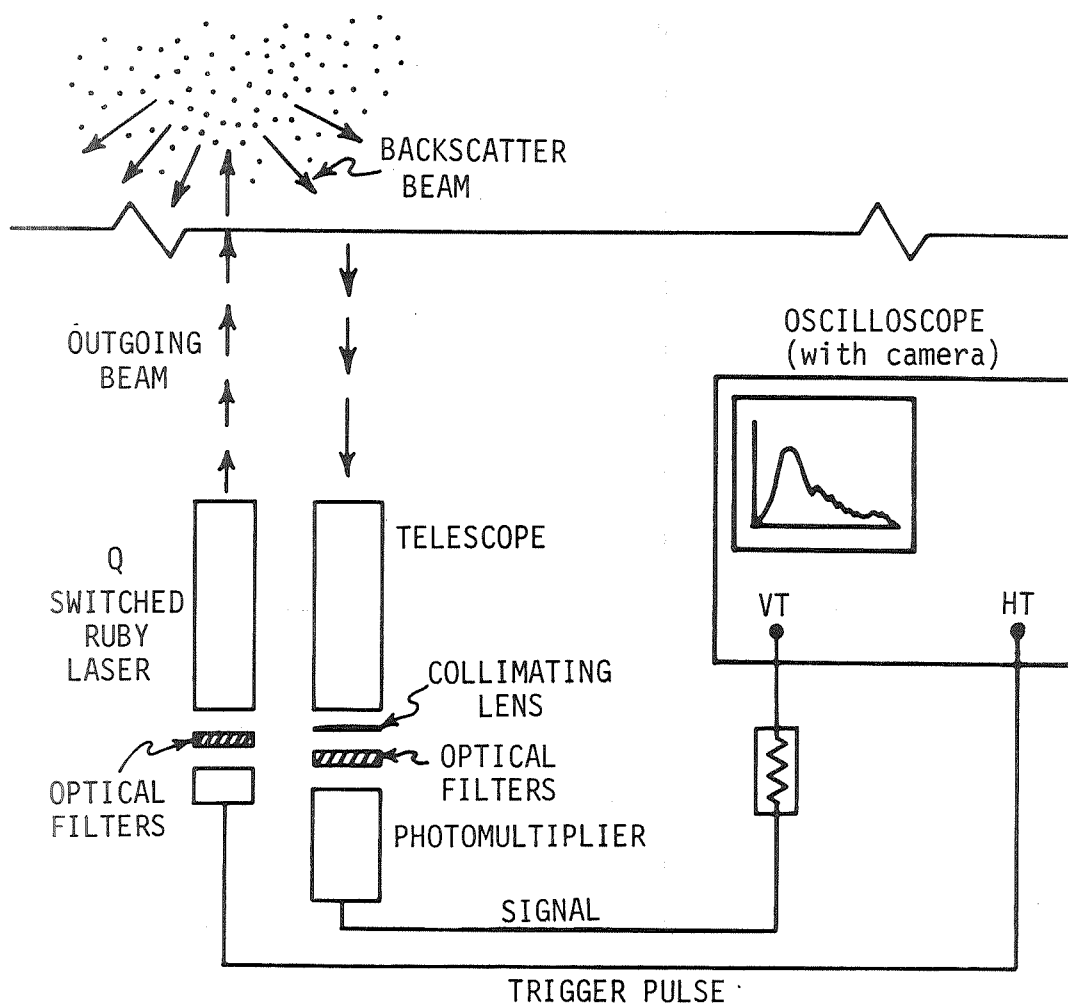 BACKSCATTER
BEAM
OUTGOING
BEAM
OSCILLOSCOPE
(with camera)
Q
SWITCHED
RUBY
LASER
TELESCOPE
VT
HT
COLLIMATING
LENS
OPTICAL
FILTERS
OPTICAL
FILTERS
PHOTOMULTIPLIER
SIGNAL
TRIGGER PULSE